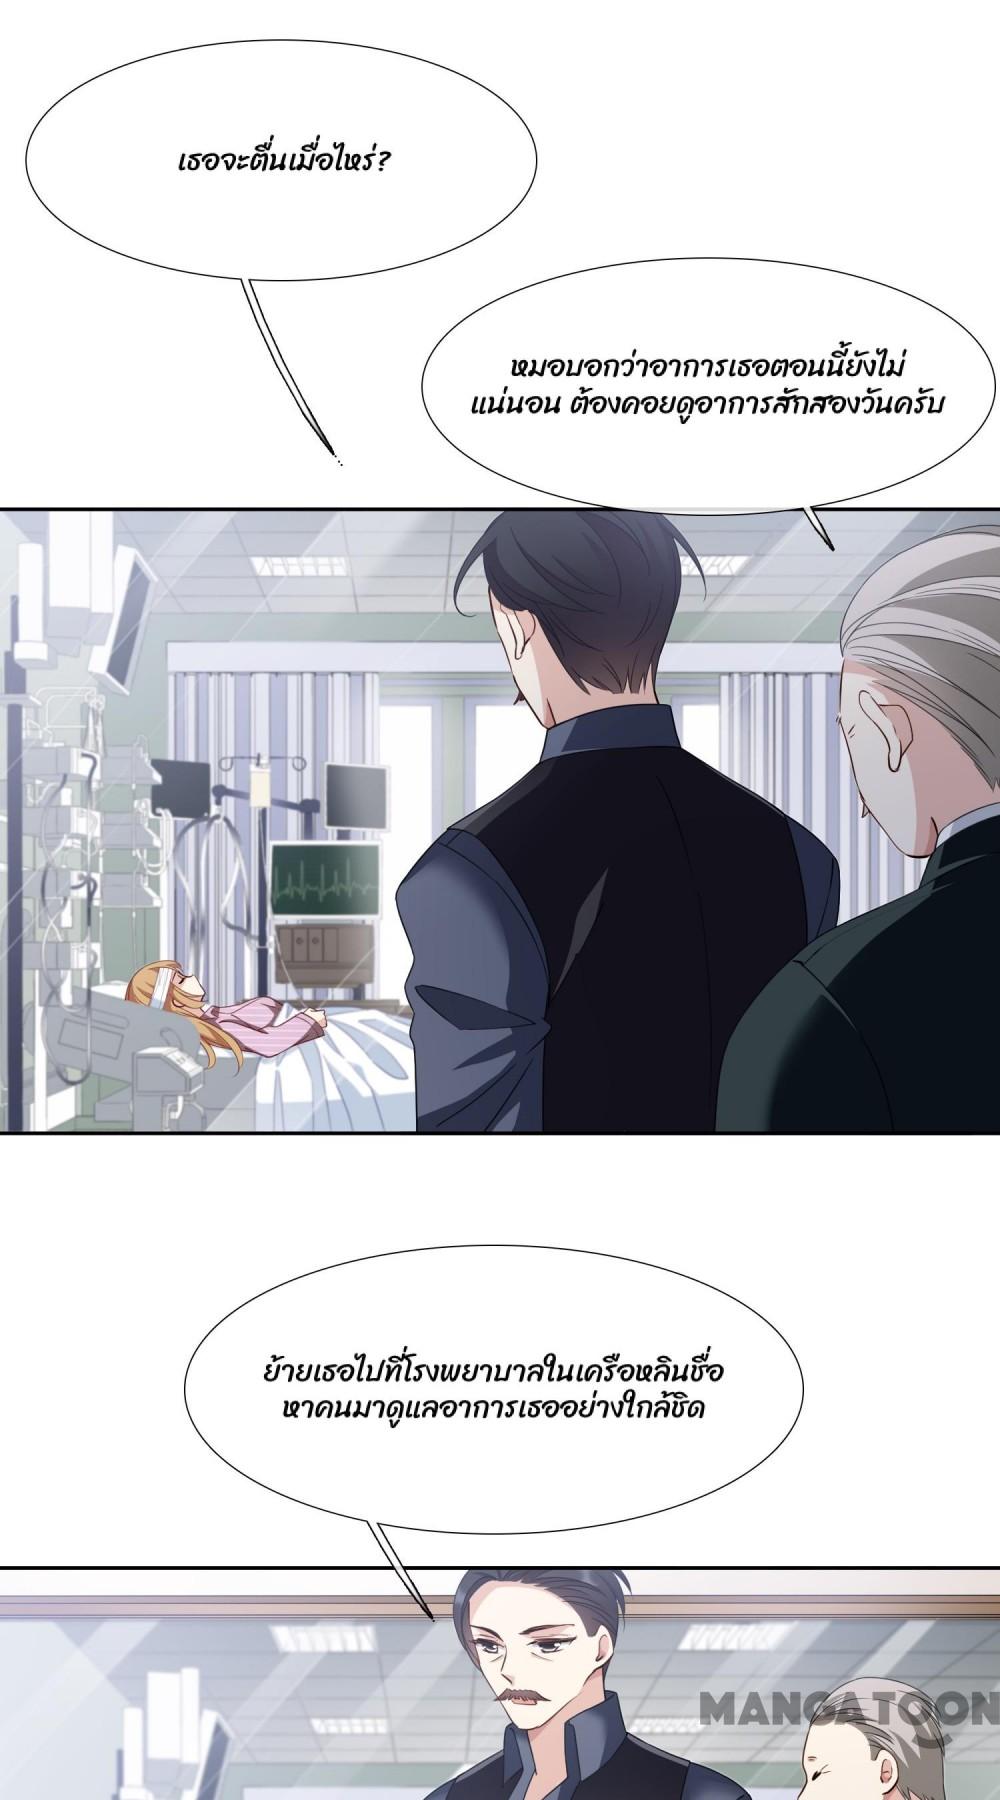 เธอจะตื่นเมื่อไหร่?
หมอบอกว่าอาการเธอตอนนี้ยังไม่
แน่นอน ต้องคอยดูอาการสักสองวันครับ
ย้ายเธอไปที่โรงพยาบาลในเครือหลินชื่อ
หาคนมาดูแลอาการเธออย่างใกล้ชิด
MANGATOON